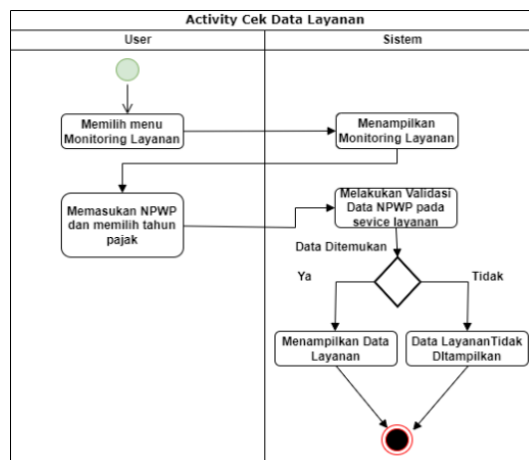 Activity Cek Data Layanan
User
Sistem
Memilih menu
Monitoring Layanan
Menampilkan
Monitoring Layanan
Memasukan NPWP
dan memilih tahun
pajak
Melakukan Validasi
Data NPWP pada
sevice layanan
Data Ditemukan
Ya
Tidak
Menampilkan Data
Layanan
Data LayananTidak
DItampilkan